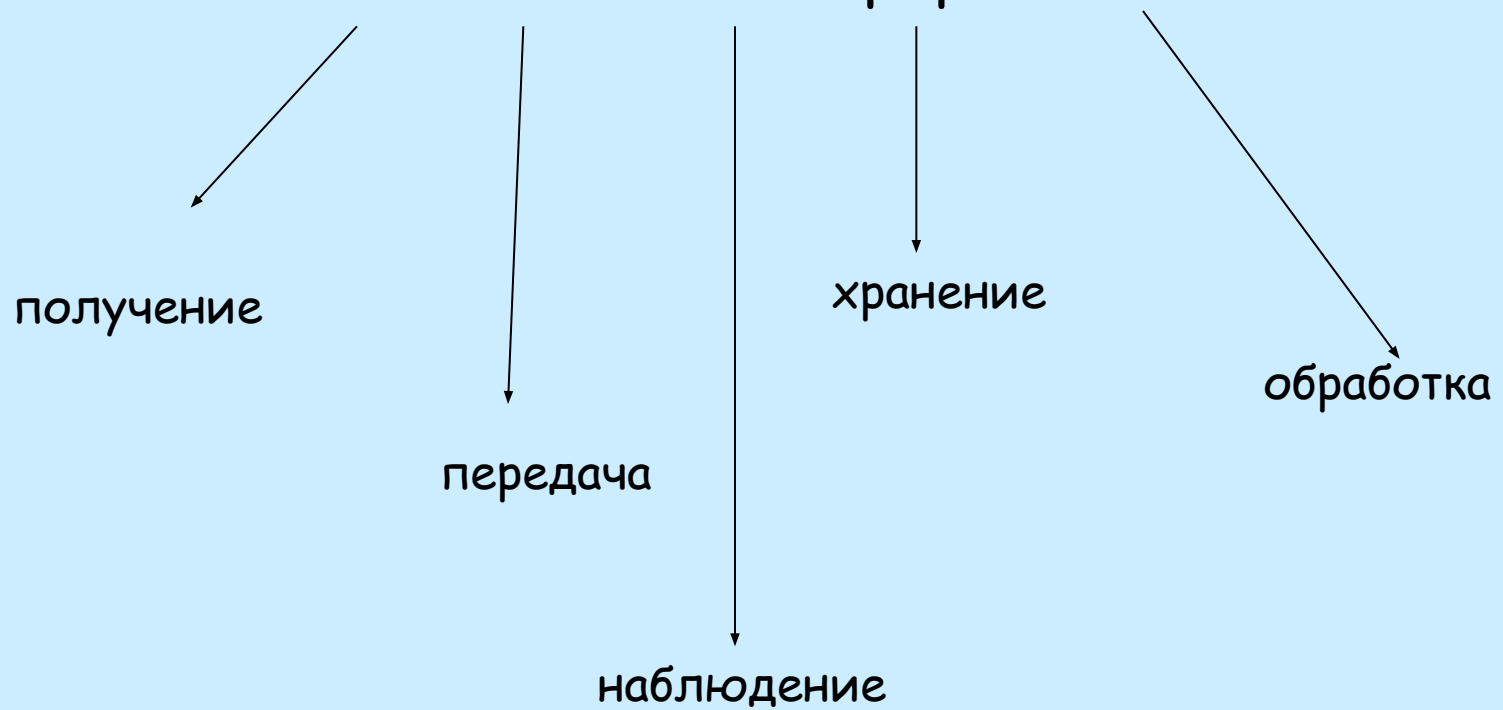 получение
хранение
обработка
передача
наблюдение